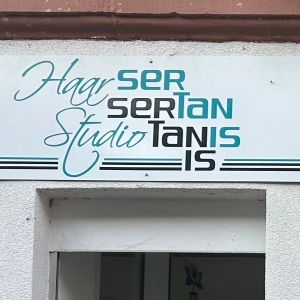 Haar SER
SERTAN
Studio TANIS
IS